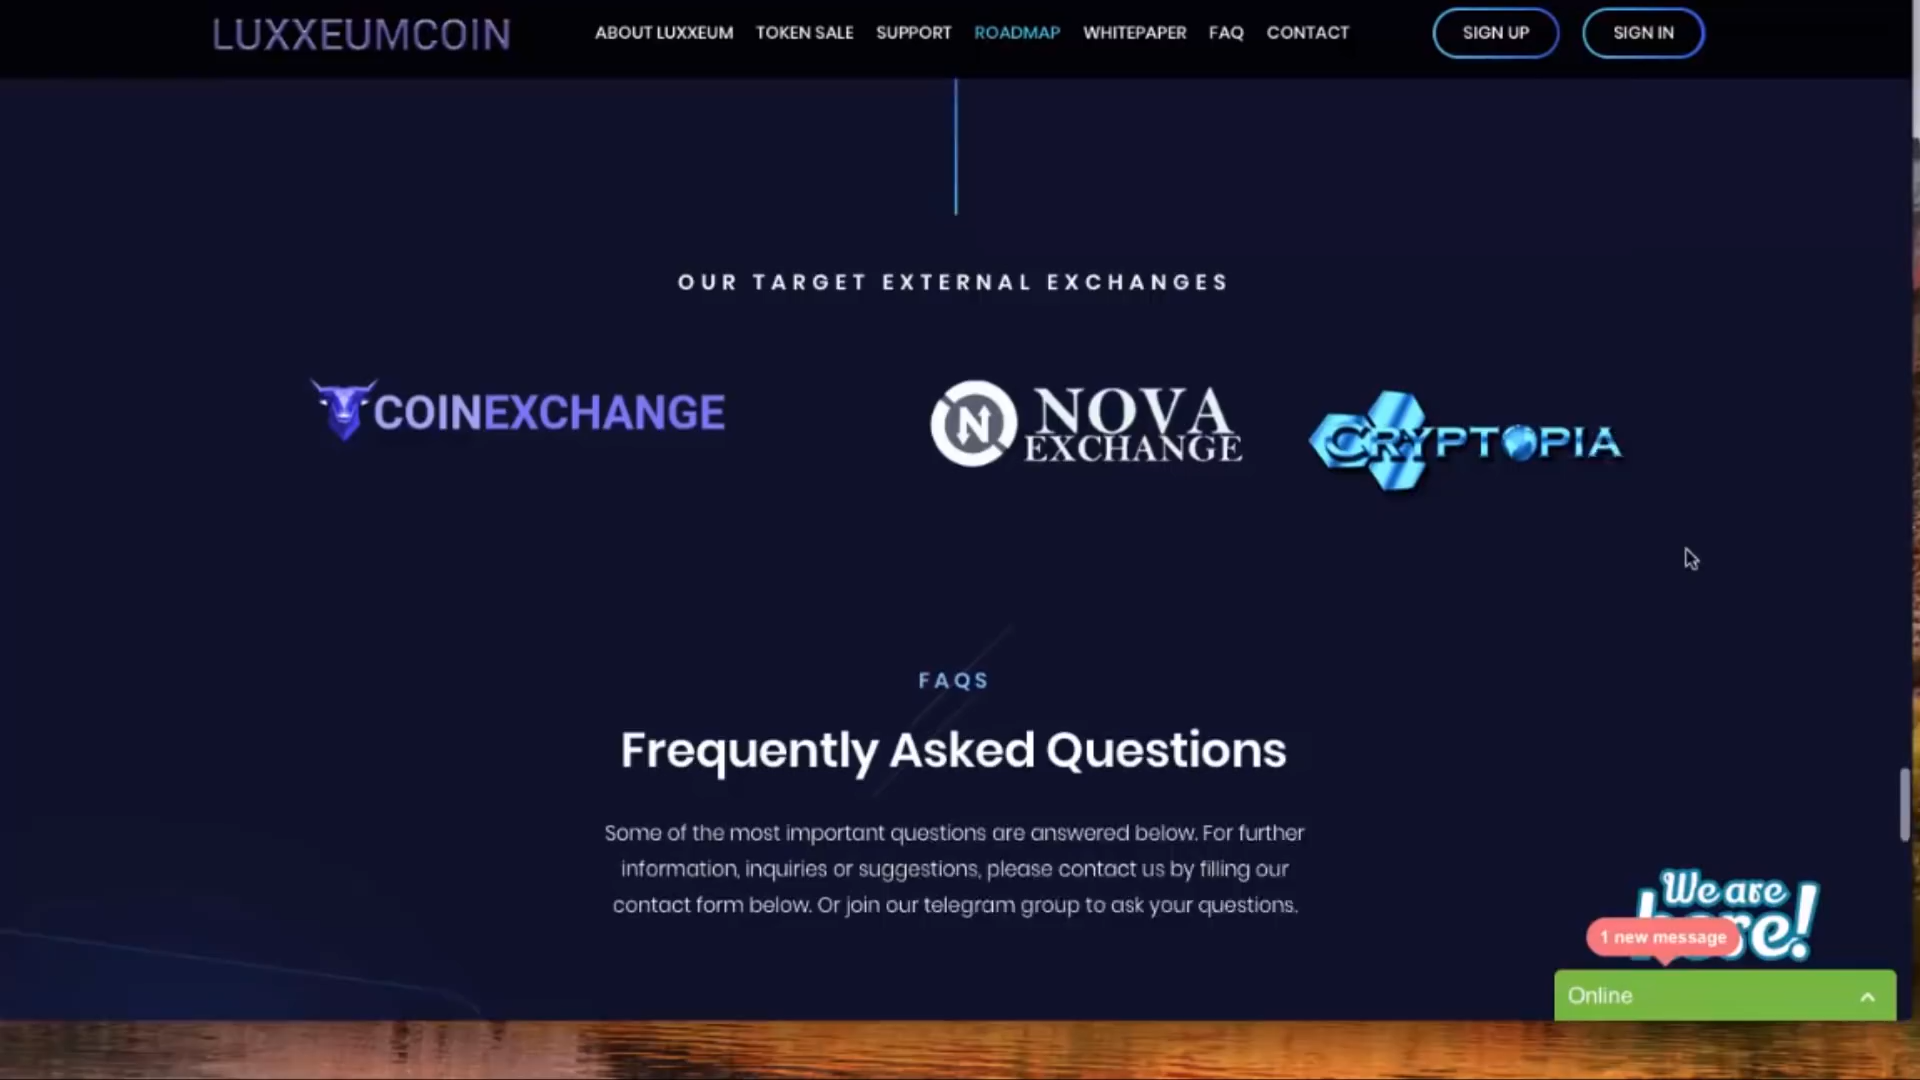 LUXXEUMCOIN
ABOUT LUXXEUM TOKEN SALE SUPPORT ROADMAP WHITEPAPER FAQ CONTACT SIGN UP SIGN IN
OUR TARGET EXTERNAL EXCHANGES
COINEXCHANGE
N NOVA
EXCHANGE
CRYPTOPIA
FAQS
Frequently Asked Questions
Some of the most important questions are answered below. For further
information, inquiries or suggestions, please contact us by filling our
contact form below. Or join our telegram group to ask your questions.
We are
here!
1 new message
Online